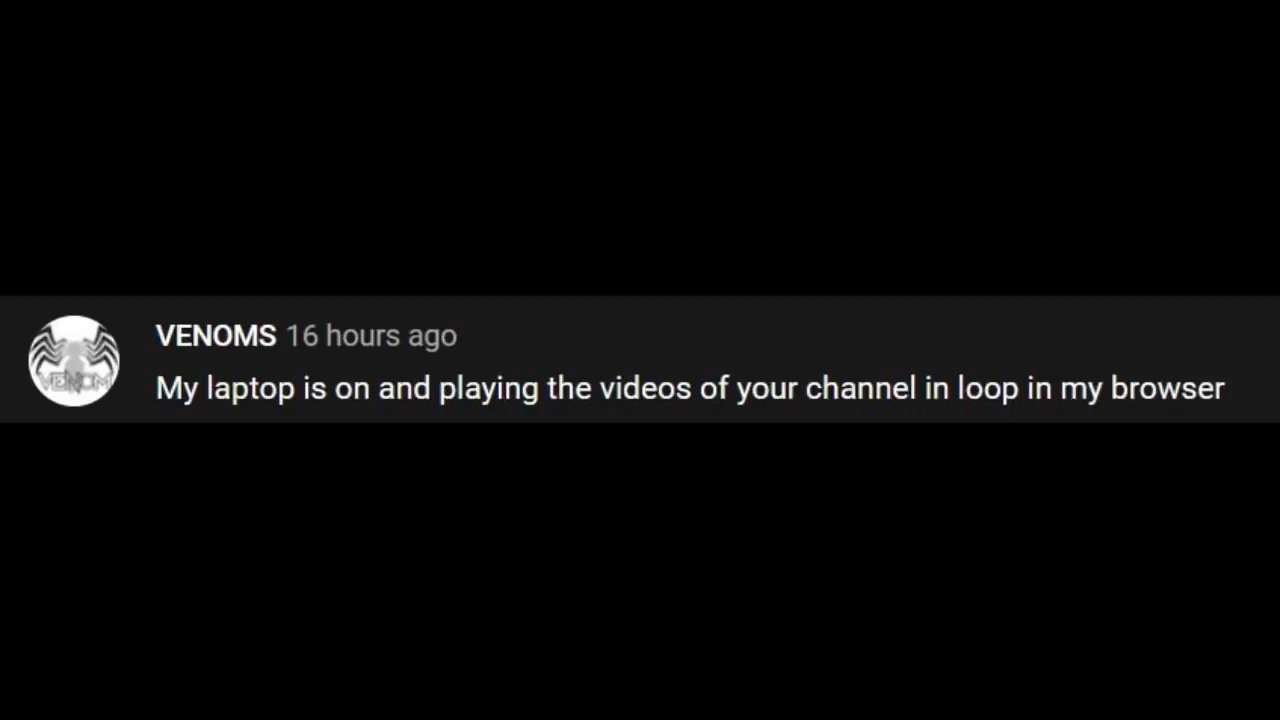 VENOMS 16 hours ago
My laptop is on and playing the videos of your channel in loop in my browser
VENOM